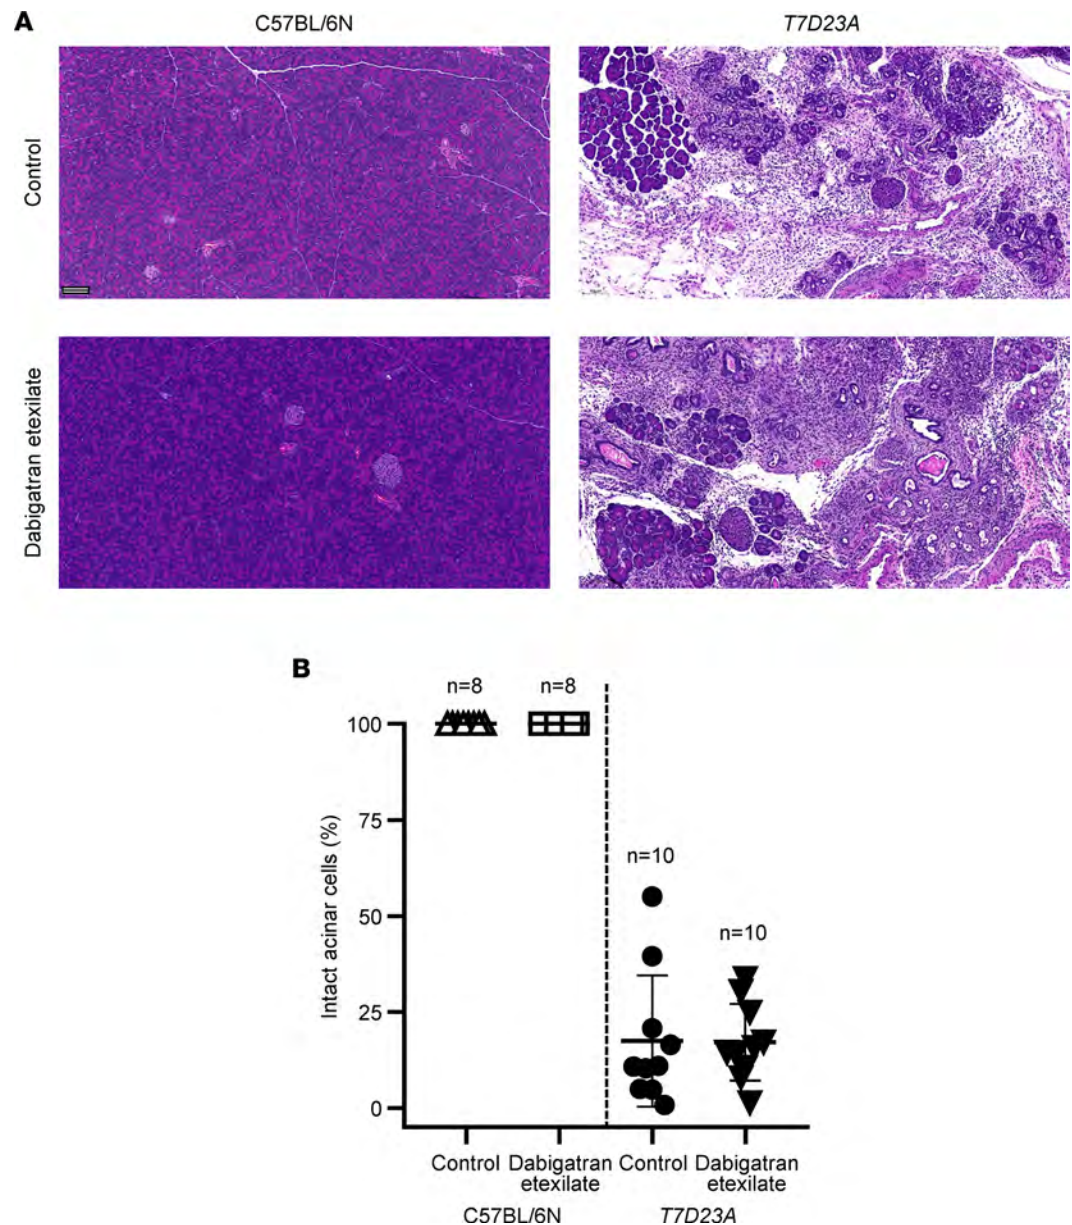 A
C57BL/6N
T7D23A
Control
Dabigatran etexilate
B
n=8
n=8
n=10
n=10
Intact acinar cells (%)
100
75
50
25
0
Control
Dabigatran
etexilate
Control
Dabigatran
etexilate
C57BL/6N
T7D23A